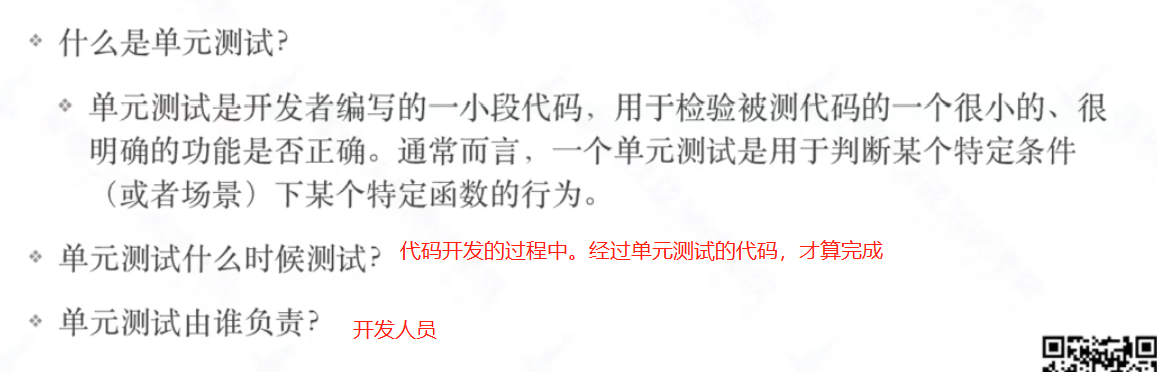 什么是单元测试?
单元测试是开发者编写的一小段代码，用于检验被测代码的一个很小的、很
明确的功能是否正确。通常而言，一个单元测试是用于判断某个特定条件
（或者场景）下某个特定函数的行为。
单元测试什么时候测试? 代码开发的过程中。经过单元测试的代码，才算完成
单元测试由谁负责? 开发人员